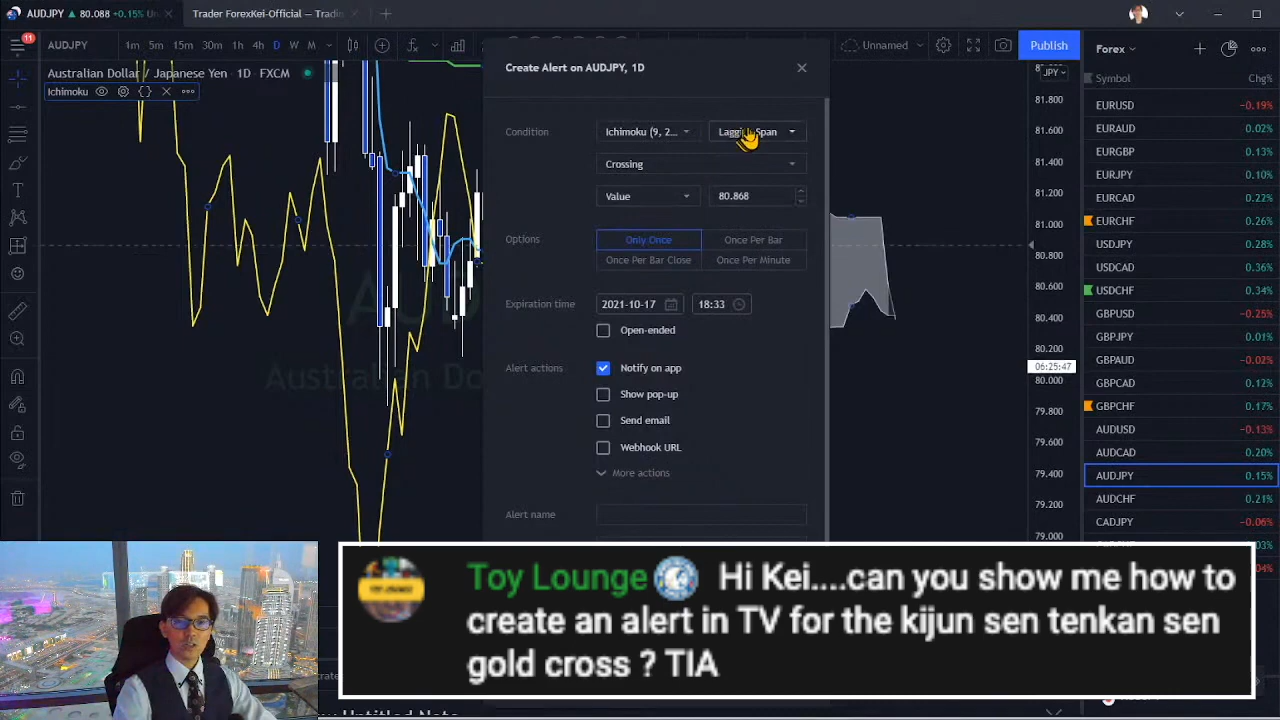 AUDJPY ▲ 80.088 +0.15%
Trader ForexKei-Official — Tradin
11
AUDJPY
1m 5m 15m 30m 1h 4h D W M
Unnamed
Publish
Forex
Australian Dollar / Japanese Yen · 1D · FXCM
Ichimoku
JPY
Create Alert on AUDJPY, 1D
Condition
Ichimoku (9, 2...
Span
Crossing
Value
80.868
Options
Only Once
Once Per Bar
Once Per Bar Close
Once Per Minute
Expiration time
2021-10-17
18:33
Open-ended
Alert actions
Notify on app
Show pop-up
Send email
Webhook URL
More actions
Alert name
81.800
81.600
81.400
81.200
81.000
80.800
80.600
80.400
80.200
06:25:47
80.000
79.800
79.600
79.400
79.200
79.000
Symbol Chg%
EURUSD −0.19%
EURAUD 0.02%
EURGBP 0.13%
EURJPY 0.10%
EURCAD 0.22%
EURCHF 0.26%
USDJPY 0.28%
USDCAD 0.36%
USDCHF 0.34%
GBPUSD −0.25%
GBPJPY 0.01%
GBPAUD −0.02%
GBPCAD 0.12%
GBPCHF 0.17%
AUDUSD −0.13%
AUDCAD 0.20%
AUDJPY 0.15%
AUDCHF 0.21%
CADJPY −0.06%
Toy Lounge Hi Kei....can you show me how to
create an alert in TV for the kijun sen tenkan sen
gold cross ? TIA